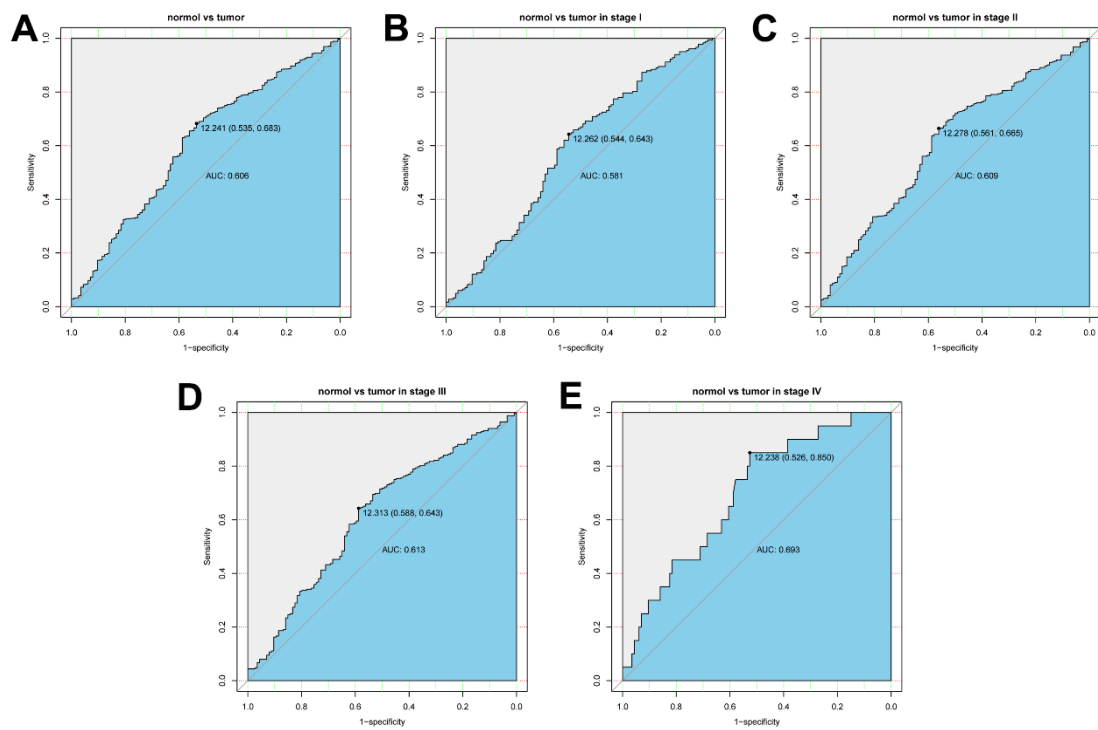 A
normol vs tumor
1.0
0.8
0.6
0.4
0.2
0.0
Sensitivity
12.241 (0.535, 0.683)
AUC: 0.606
1.0 0.8 0.6 0.4 0.2 0.0
1-specificity
B
normol vs tumor in stage I
1.0
0.8
0.6
0.4
0.2
0.0
Sensitivity
12.262 (0.544, 0.643)
AUC: 0.581
1.0 0.8 0.6 0.4 0.2 0.0
1-specificity
C
normol vs tumor in stage II
1.0
0.8
0.6
0.4
0.2
0.0
Sensitivity
12.278 (0.561, 0.665)
AUC: 0.609
1.0 0.8 0.6 0.4 0.2 0.0
1-specificity
D
normol vs tumor in stage III
1.0
0.8
0.6
0.4
0.2
0.0
Sensitivity
12.313 (0.588, 0.643)
AUC: 0.613
1.0 0.8 0.6 0.4 0.2 0.0
1-specificity
E
normol vs tumor in stage IV
1.0
0.8
0.6
0.4
0.2
0.0
Sensitivity
12.238 (0.526, 0.850)
AUC: 0.693
1.0 0.8 0.6 0.4 0.2 0.0
1-specificity